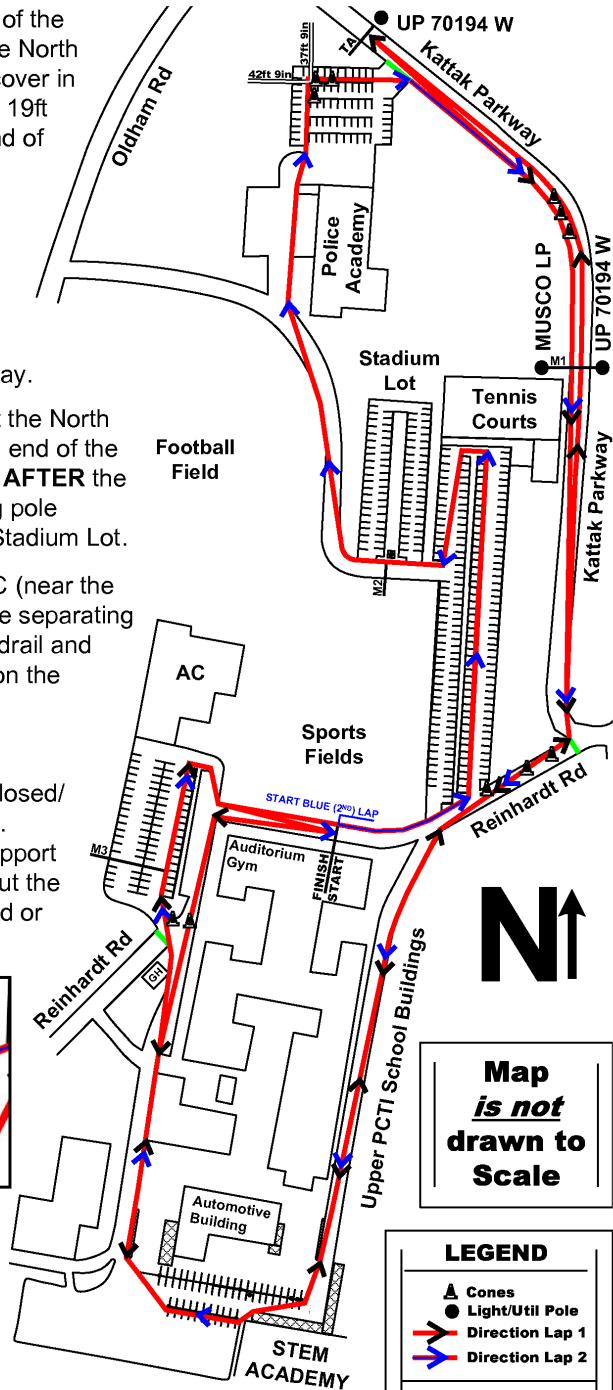 of the
e North
cover in
19ft
nd of
ay.
t the North
end of the
AFTER the
g pole
Stadium Lot.
C (near the
e separating
drail and
on the
losed/
.
pport
ut the
d or
UP 70194 W
TA
37ft 9in
42ft 9in
Kattak Parkway
Oldham Rd
Police
Academy
MUSCO LP
UP 70194 W
M1
Stadium
Lot
Tennis
Courts
Football
Field
Kattak Parkway
M2
AC
Sports
Fields
START BLUE (2ND) LAP
Reinhardt Rd
FINISH
START
Auditorium
Gym
M3
Reinhardt Rd
GH
Upper PCTI School Buildings
N
Map
is not
drawn to
Scale
Automotive
Building
STEM
ACADEMY
LEGEND
Cones
Light/Util Pole
Direction Lap 1
Direction Lap 2